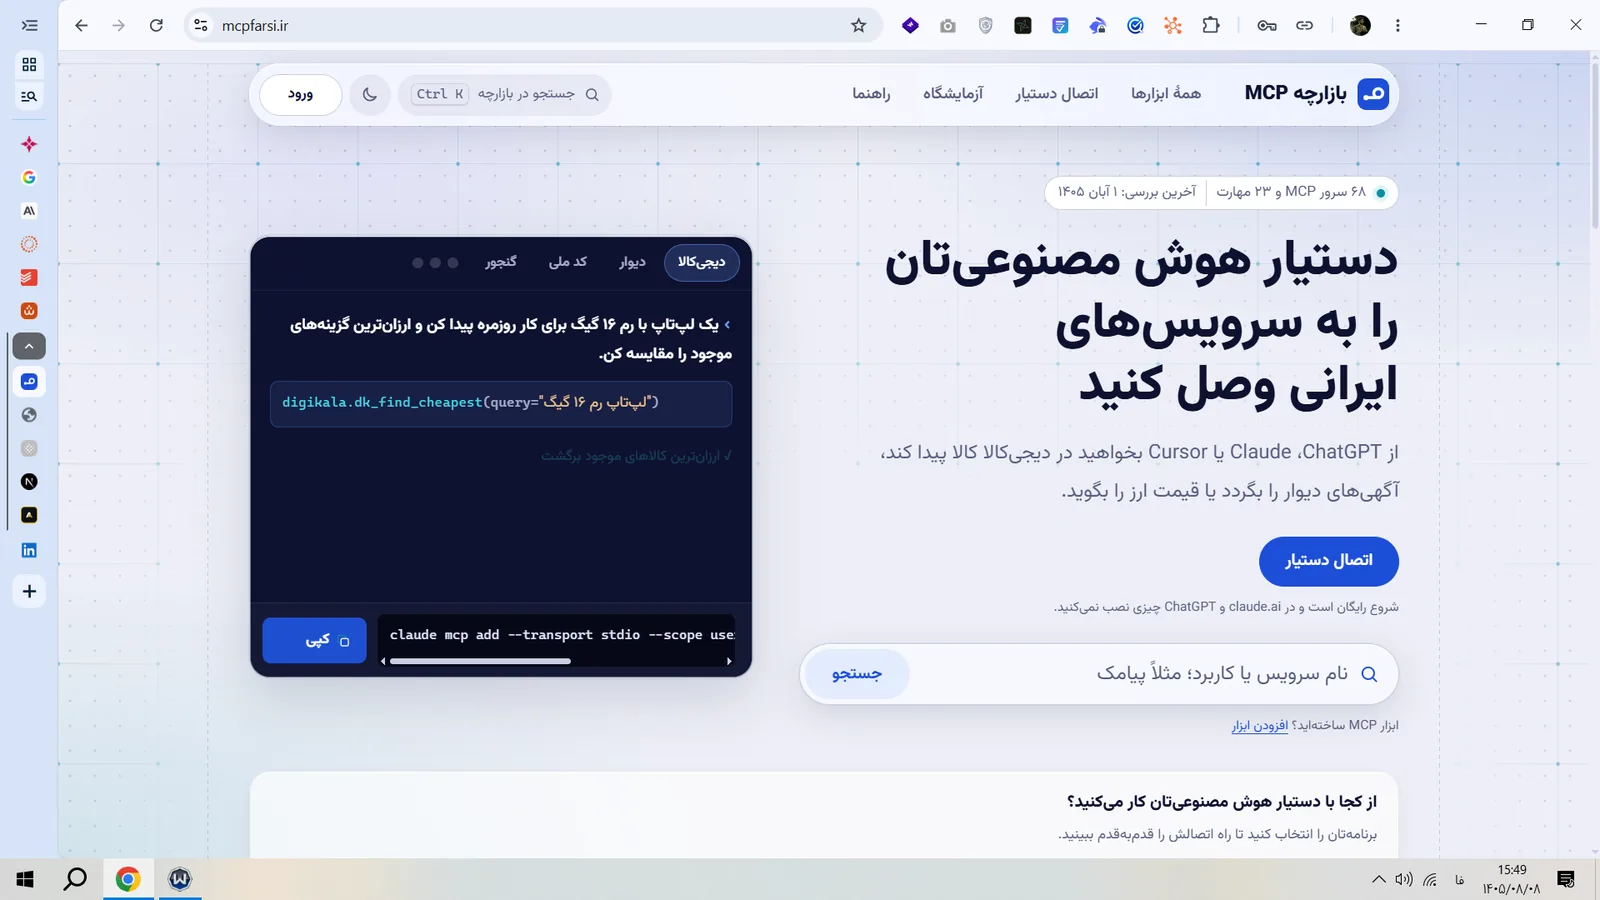 mcpfarsi.ir
بازارچه MCP
همهٔ ابزارها
اتصال دستیار
آزمایشگاه
راهنما
جستجو در بازارچه
Ctrl K
ورود
۶۸ سرور MCP و ۲۳ مهارت
آخرین بررسی: ۱ آبان ۱۴۰۵
دستیار هوش مصنوعی‌تان
را به سرویس‌های
ایرانی وصل کنید
از ChatGPT، Claude یا Cursor بخواهید در دیجی‌کالا کالا پیدا کند،
آگهی‌های دیوار را بگردد یا قیمت ارز را بگوید.
اتصال دستیار
شروع رایگان است و در claude.ai و ChatGPT چیزی نصب نمی‌کنید.
نام سرویس یا کاربرد؛ مثلاً پیامک
جستجو
ابزار MCP ساخته‌اید؟ افزودن ابزار
دیجی‌کالا
دیوار
کد ملی
گنجور
‹ یک لپ‌تاپ با رم ۱۶ گیگ برای کار روزمره پیدا کن و ارزان‌ترین گزینه‌های
موجود را مقایسه کن.
digikala.dk_find_cheapest(query="لپ‌تاپ رم ۱۶ گیگ")
✓ ارزان‌ترین کالاهای موجود برگشت
claude mcp add --transport stdio --scope use
کپی
از کجا با دستیار هوش مصنوعی‌تان کار می‌کنید؟
برنامه‌تان را انتخاب کنید تا راه اتصالش را قدم‌به‌قدم ببینید.
فا
15:49
۱۴۰۵/۰۸/۰۸